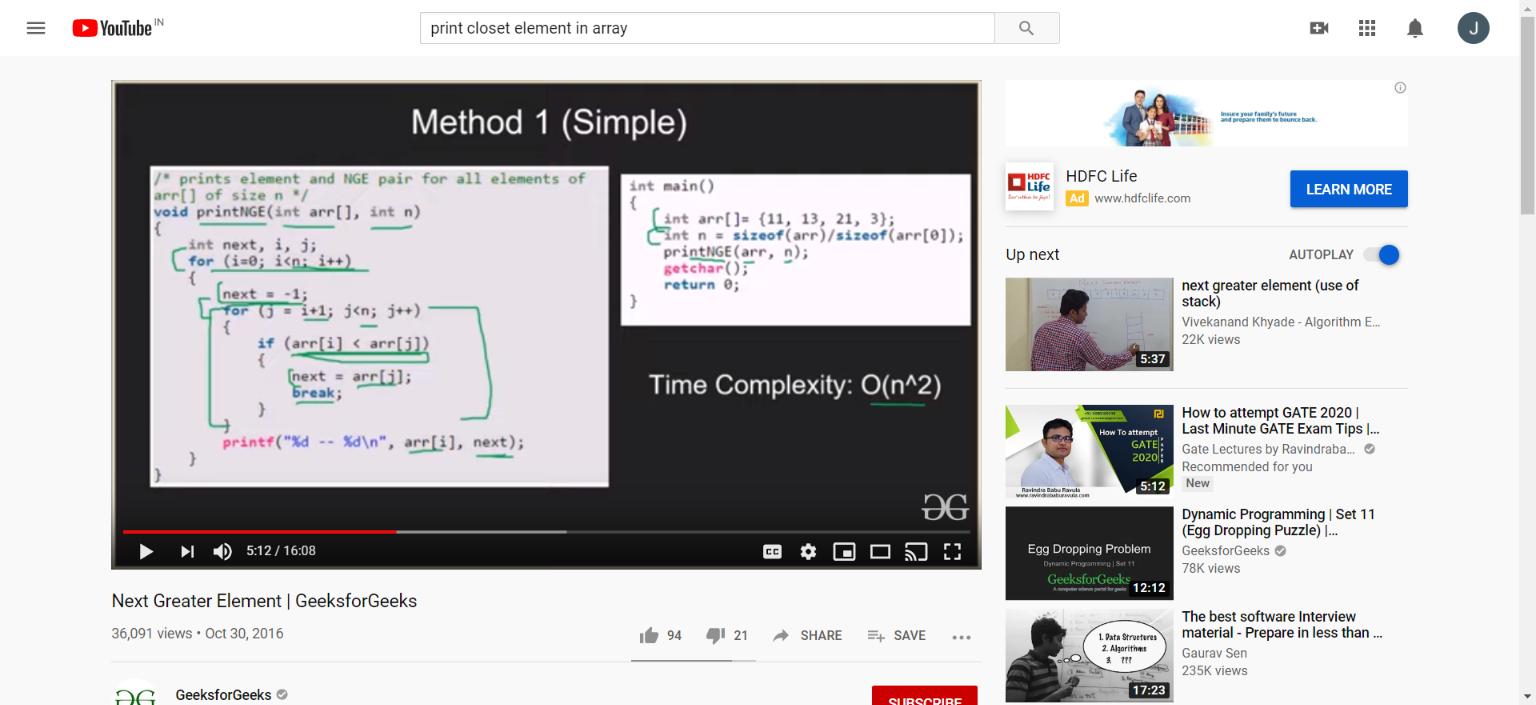 YouTube IN
print closet element in array
J
Method 1 (Simple)
/* prints element and NGE pair for all elements of
arr[] of size n */
void printNGE(int arr[], int n)
{
int next, i, j;
for (i=0; i<n; i++)
{
next = -1;
for (j = i+1; j<n; j++)
{
if (arr[i] < arr[j])
{
next = arr[j];
break;
}
}
printf("%d -- %d\n", arr[i], next);
}
}
int main()
{
int arr[]= {11, 13, 21, 3};
int n = sizeof(arr)/sizeof(arr[0]);
printNGE(arr, n);
getchar();
return 0;
}
Time Complexity: O(n^2)
5:12 / 16:08
CC
Next Greater Element | GeeksforGeeks
36,091 views • Oct 30, 2016
94
21
SHARE
SAVE
GeeksforGeeks
SUBSCRIBE
Insure your family's future
and prepare them to bounce back.
HDFC
Life
HDFC Life
Ad www.hdfclife.com
LEARN MORE
Up next
AUTOPLAY
5:37
next greater element (use of
stack)
Vivekanand Khyade - Algorithm E...
22K views
How To attempt
GATE
2020
Ravindra Babu Ravula
www.ravindrababuravula.com
5:12
How to attempt GATE 2020 |
Last Minute GATE Exam Tips |...
Gate Lectures by Ravindraba...
Recommended for you
New
Egg Dropping Problem
Dynamic Programming | Set 11
GeeksforGeeks
A computer science portal for geeks
12:12
Dynamic Programming | Set 11
(Egg Dropping Puzzle) |...
GeeksforGeeks
78K views
1. Data Structures
2. Algorithms
3. ???
17:23
The best software Interview
material - Prepare in less than ...
Gaurav Sen
235K views